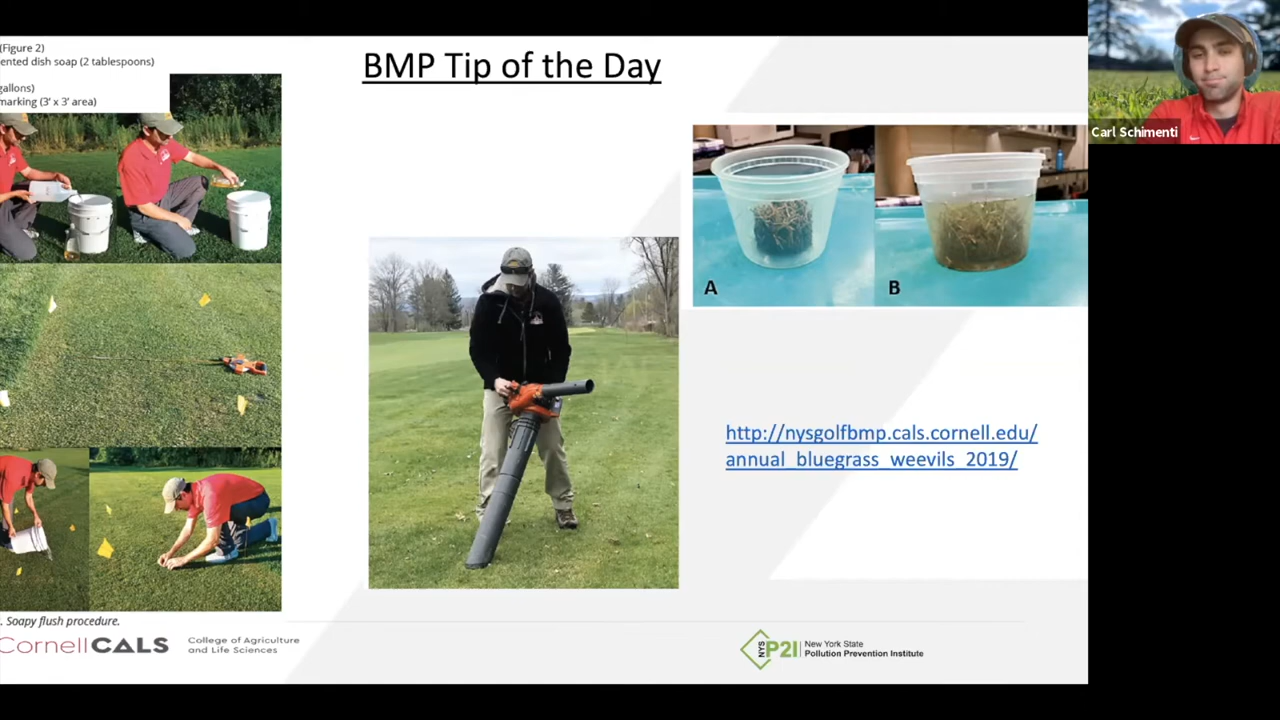 (Figure 2)
ented dish soap (2 tablespoons)
gallons)
marking (3' x 3' area)
BMP Tip of the Day
Carl Schimenti
A
B
http://nysgolfbmp.cals.cornell.edu/
annual_bluegrass_weevils_2019/
. Soapy flush procedure.
CornellCALS
College of Agriculture
and Life Sciences
NYS P2I
New York State
Pollution Prevention Institute